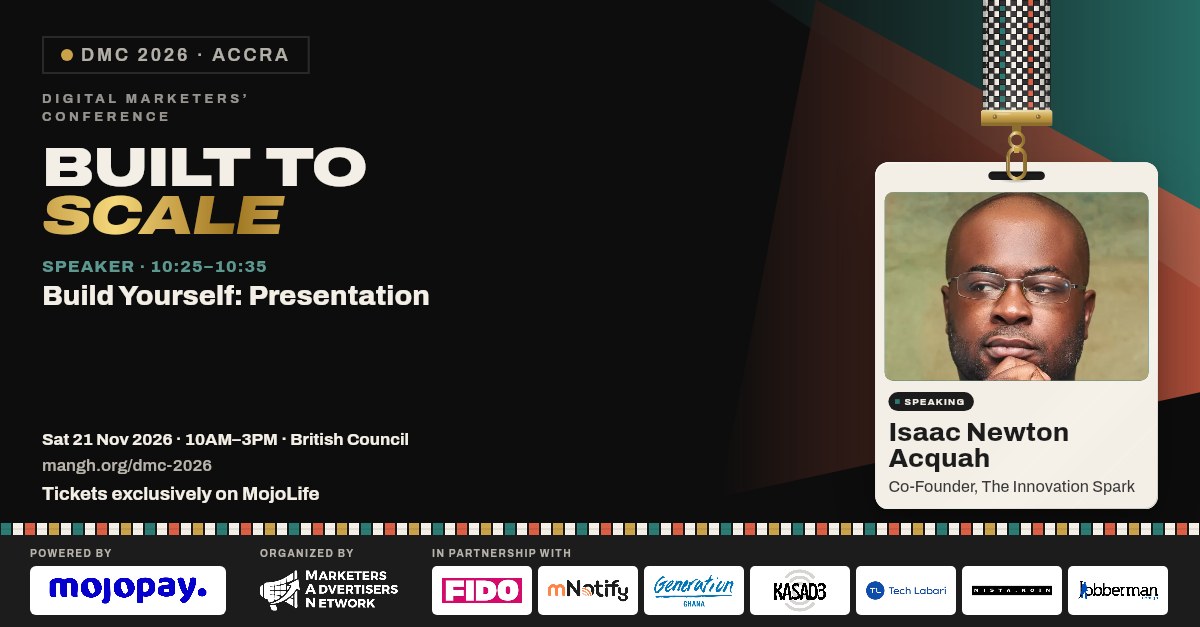 DMC 2026 · ACCRA
DIGITAL MARKETERS'
CONFERENCE
BUILT TO
SCALE
SPEAKER · 10:25–10:35
Build Yourself: Presentation
Sat 21 Nov 2026 · 10AM–3PM · British Council
mangh.org/dmc-2026
Tickets exclusively on MojoLife
SPEAKING
Isaac Newton
Acquah
Co-Founder, The Innovation Spark
POWERED BY
mojopay.
ORGANIZED BY
MARKETERS
ADVERTISERS
NETWORK
IN PARTNERSHIP WITH
FIDO
mNotify
Generation
GHANA
KASAD3
TL Tech Labari
Jobberman